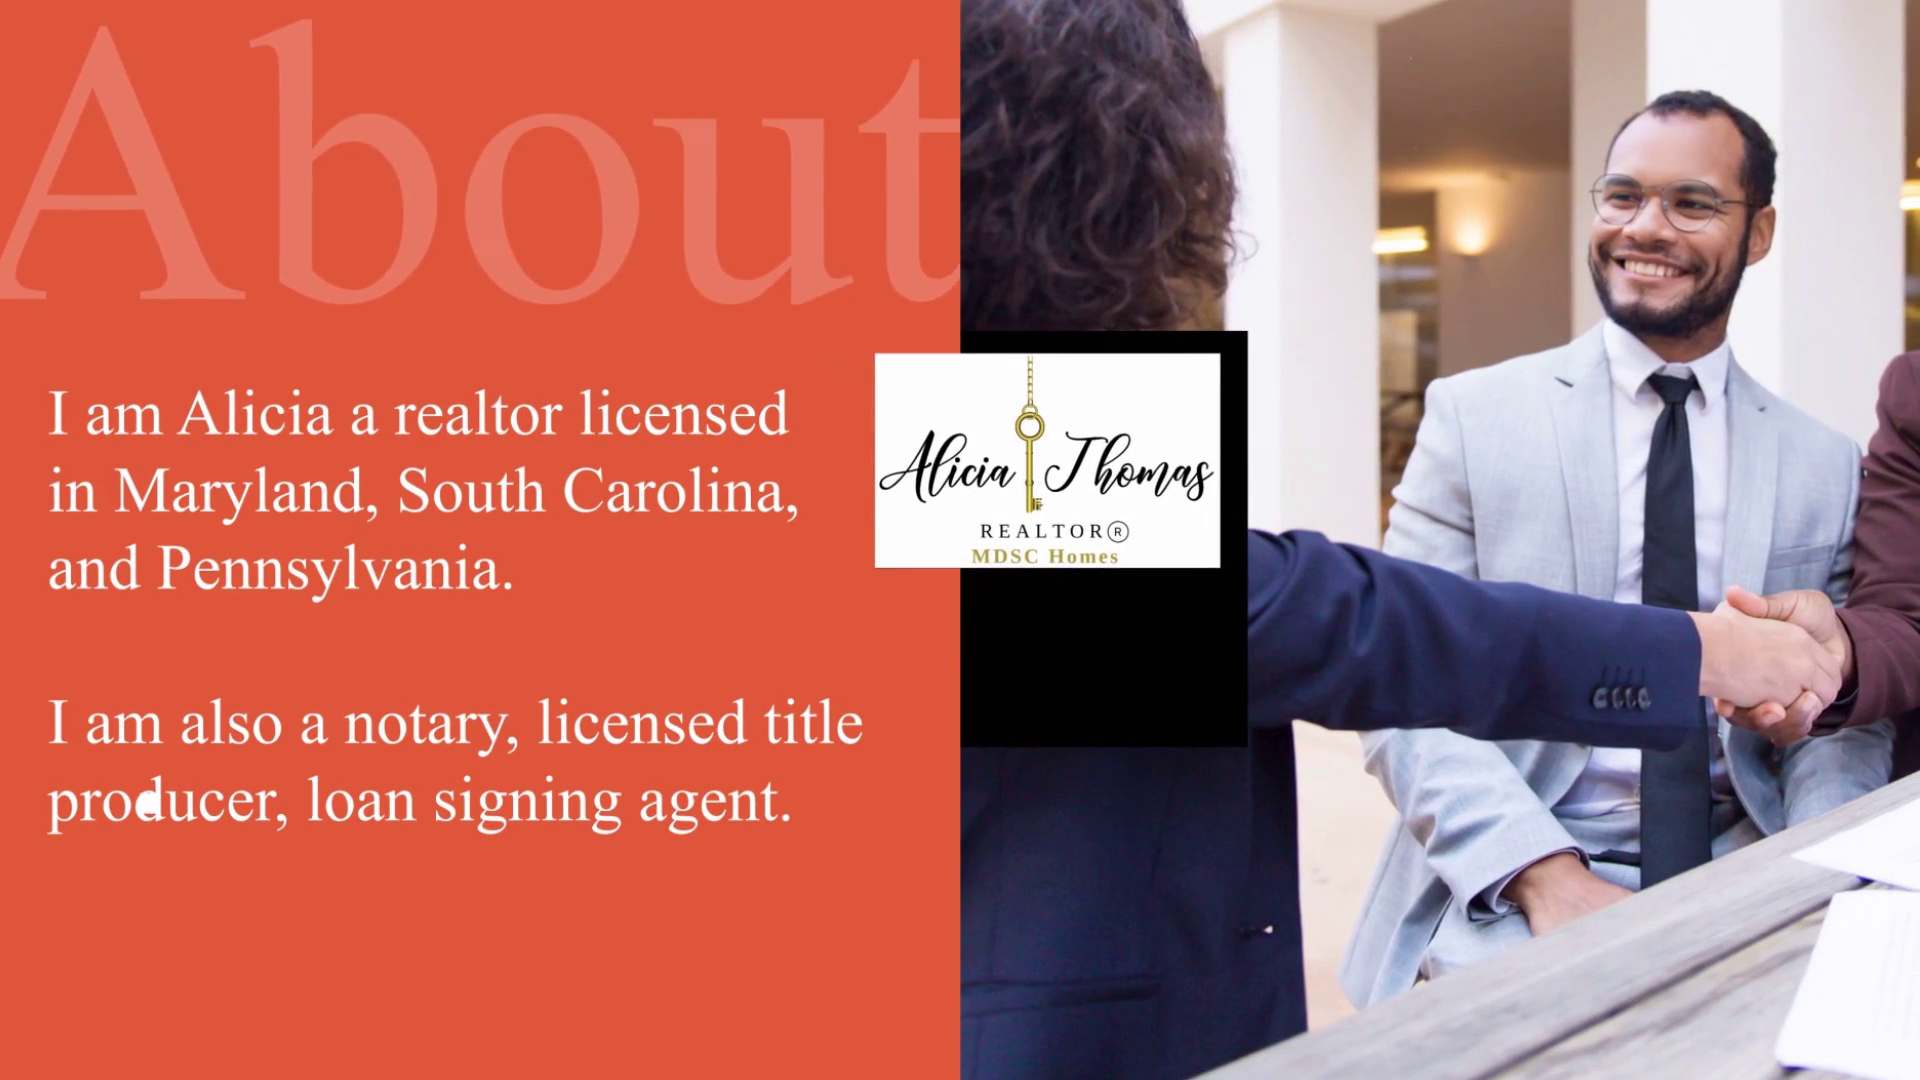 About
I am Alicia a realtor licensed
in Maryland, South Carolina,
and Pennsylvania.
I am also a notary, licensed title
producer, loan signing agent.
Alicia Thomas
REALTOR®
MDSC Homes